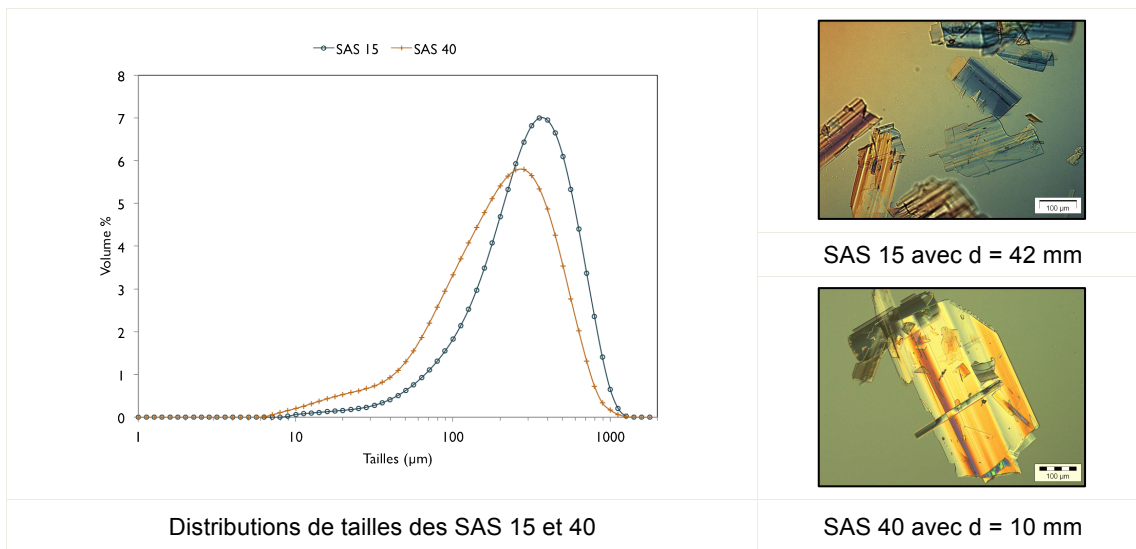 SAS 15 SAS 40
8
7
6
5
4
3
2
1
0
Volume %
1 10 100 1000
Tailles (µm)
Distributions de tailles des SAS 15 et 40
100 µm
SAS 15 avec d = 42 mm
100 µm
SAS 40 avec d = 10 mm